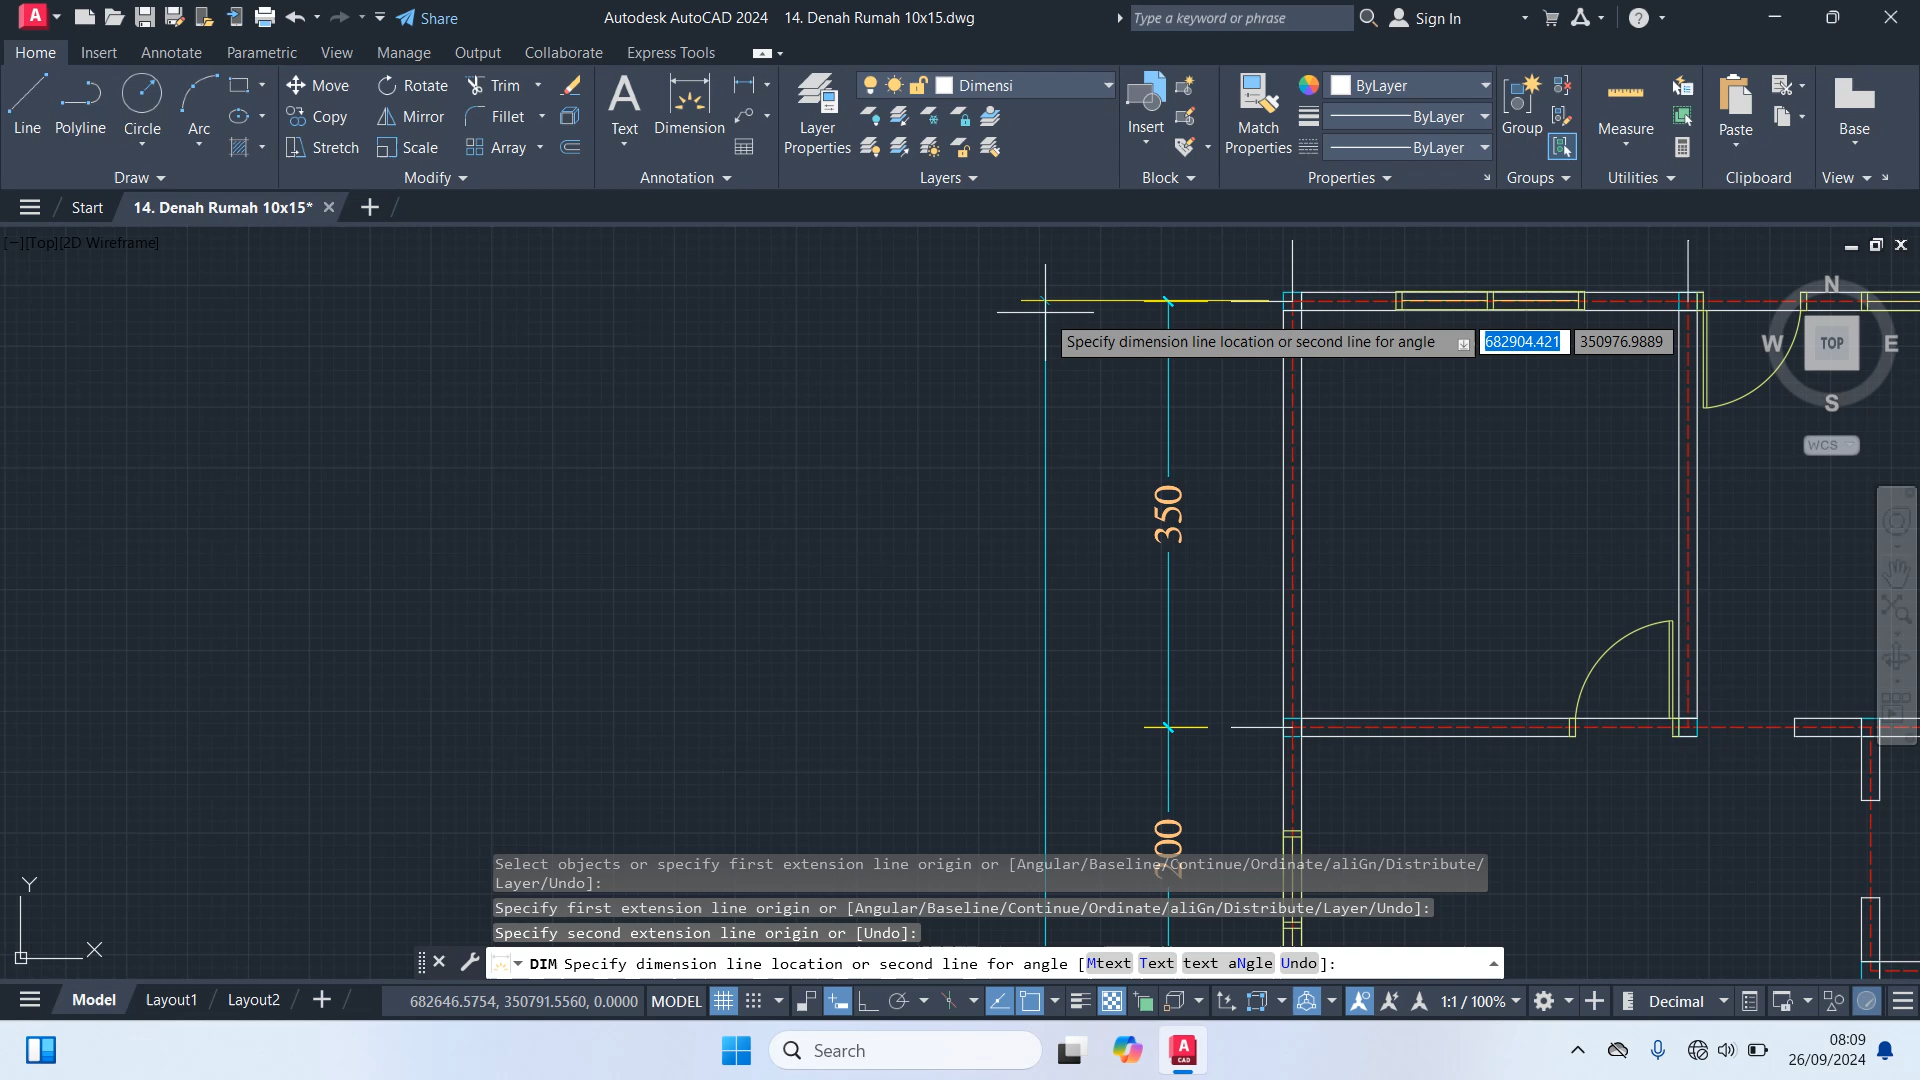 Share
Autodesk AutoCAD 2024 14. Denah Rumah 10x15.dwg
Type a keyword or phrase
Sign In
Home Insert Annotate Parametric View Manage Output Collaborate Express Tools
Line Polyline Circle Arc
Draw
Move Rotate Trim
Copy Mirror Fillet
Stretch Scale Array
Modify
Text Dimension
Annotation
Layer Properties
Dimensi
Layers
Insert
Block
Match Properties
ByLayer
ByLayer
ByLayer
Properties
Group
Groups
Measure
Utilities
Paste
Clipboard
Base
View
Start 14. Denah Rumah 10x15*
[−][Top][2D Wireframe]
N
W TOP E
S
WCS
Specify dimension line location or second line for angle 682904.421 350976.9889
350
200
Y
X
Select objects or specify first extension line origin or [Angular/Baseline/Continue/Ordinate/aliGn/Distribute/
Layer/Undo]:
Specify first extension line origin or [Angular/Baseline/Continue/Ordinate/aliGn/Distribute/Layer/Undo]:
Specify second extension line origin or [Undo]:
DIM Specify dimension line location or second line for angle [Mtext Text text aNgle Undo]:
Model Layout1 Layout2
682646.5754, 350791.5560, 0.0000 MODEL
1:1 / 100%
Decimal
Search
08:09
26/09/2024